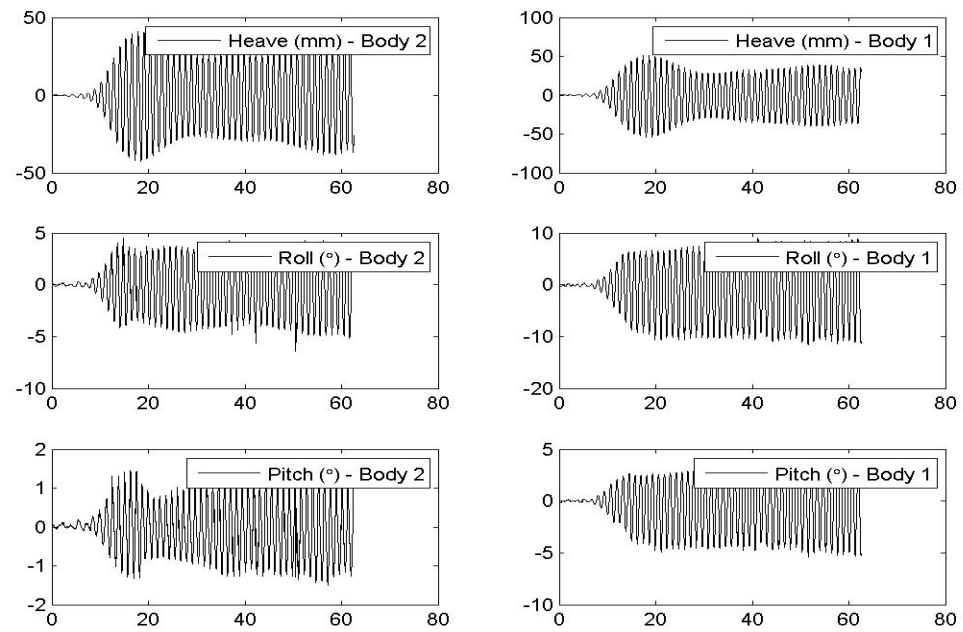 50
0
-50
0 20 40 60 80
Heave (mm) - Body 2
100
50
0
-50
-100
0 20 40 60 80
Heave (mm) - Body 1
5
0
-5
-10
0 20 40 60 80
Roll (°) - Body 2
10
0
-10
-20
0 20 40 60 80
Roll (°) - Body 1
2
1
0
-1
-2
0 20 40 60 80
Pitch (°) - Body 2
5
0
-5
-10
0 20 40 60 80
Pitch (°) - Body 1